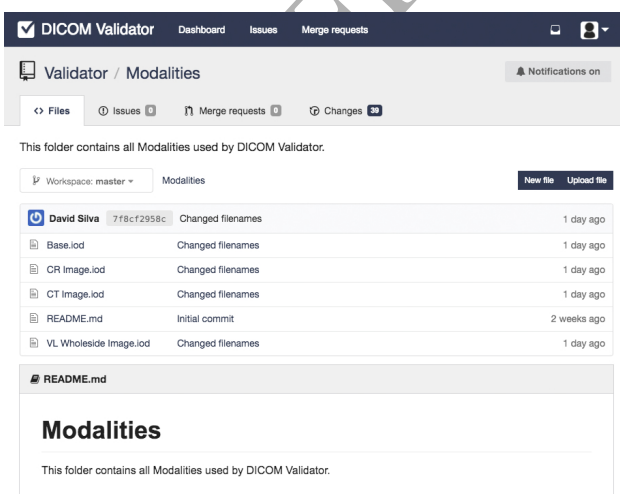 DICOM Validator Dashboard Issues Merge requests
Validator / Modalities Notifications on
Files Issues 0 Merge requests 0 Changes 39
This folder contains all Modalities used by DICOM Validator.
Workspace: master Modalities New file Upload file
David Silva 7f8cf2958c Changed filenames 1 day ago
Base.iod Changed filenames 1 day ago
CR Image.iod Changed filenames 1 day ago
CT Image.iod Changed filenames 1 day ago
README.md Initial commit 2 weeks ago
VL Wholeside Image.iod Changed filenames 1 day ago
README.md
Modalities
This folder contains all Modalities used by DICOM Validator.